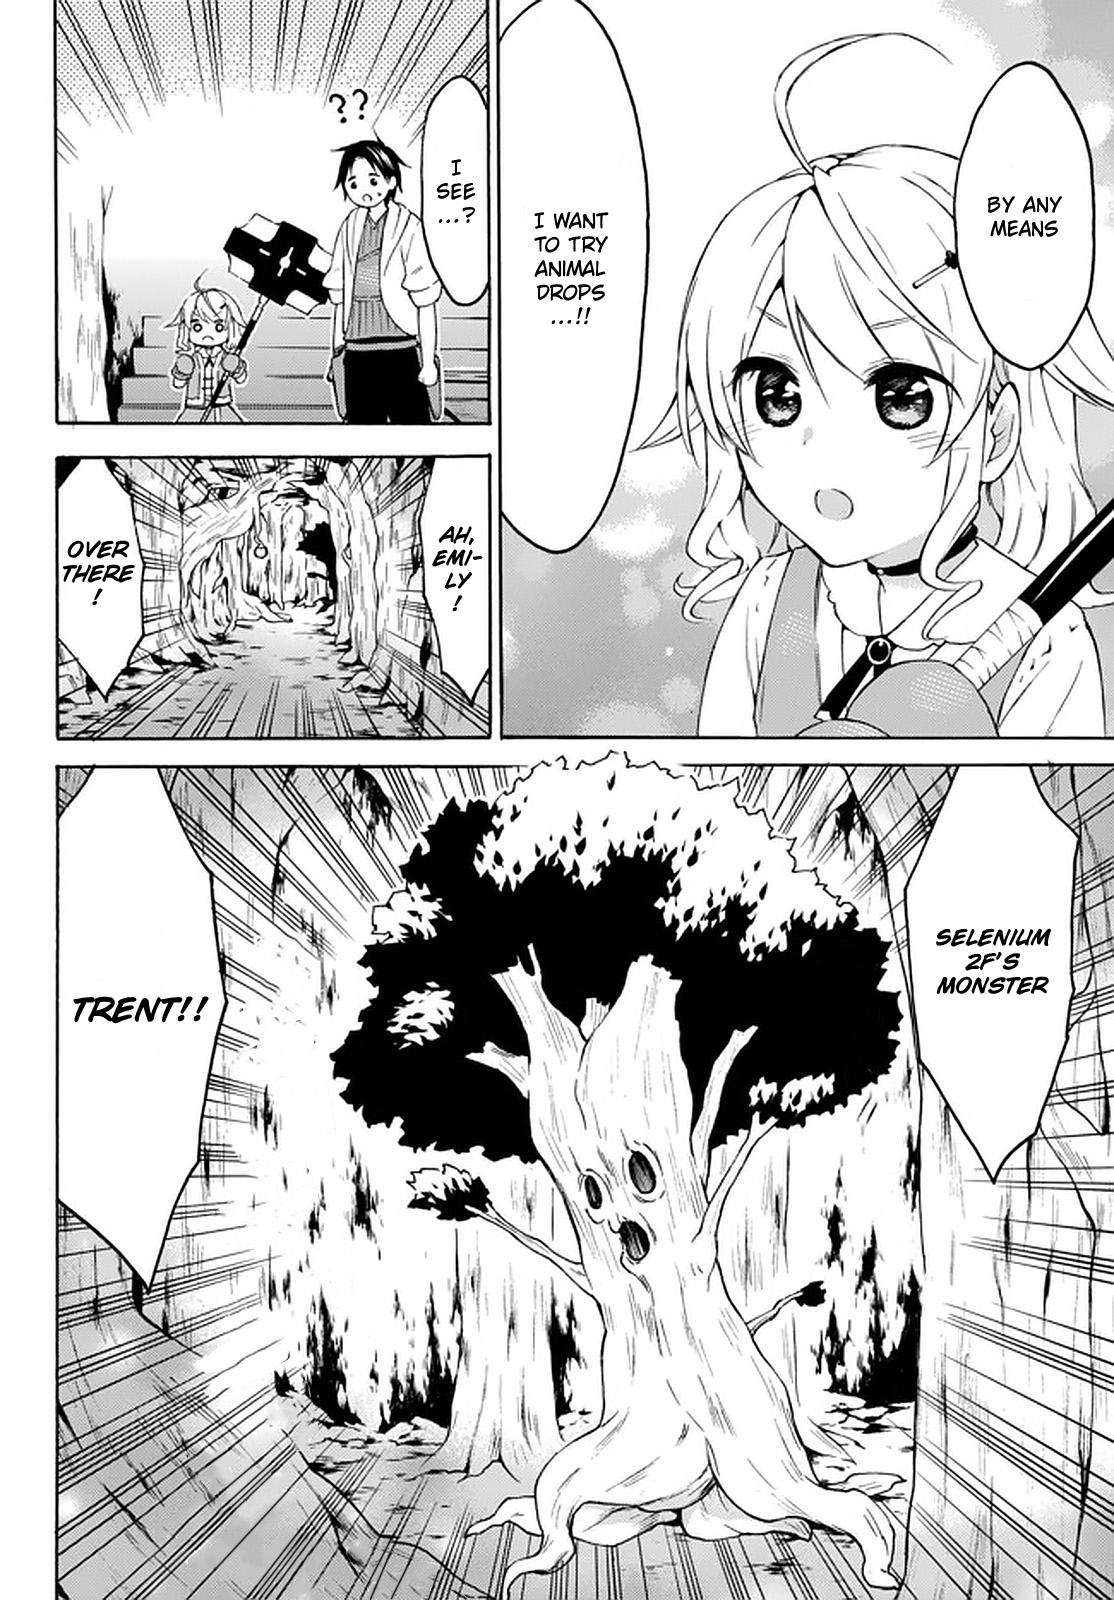 BY ANY
MEANS
I WANT
TO TRY
ANIMAL
DROPS
...!!
??
I
SEE
...?
AH,
EMI-
LY
!
OVER
THERE
!
SELENIUM
2F'S
MONSTER
TRENT!!